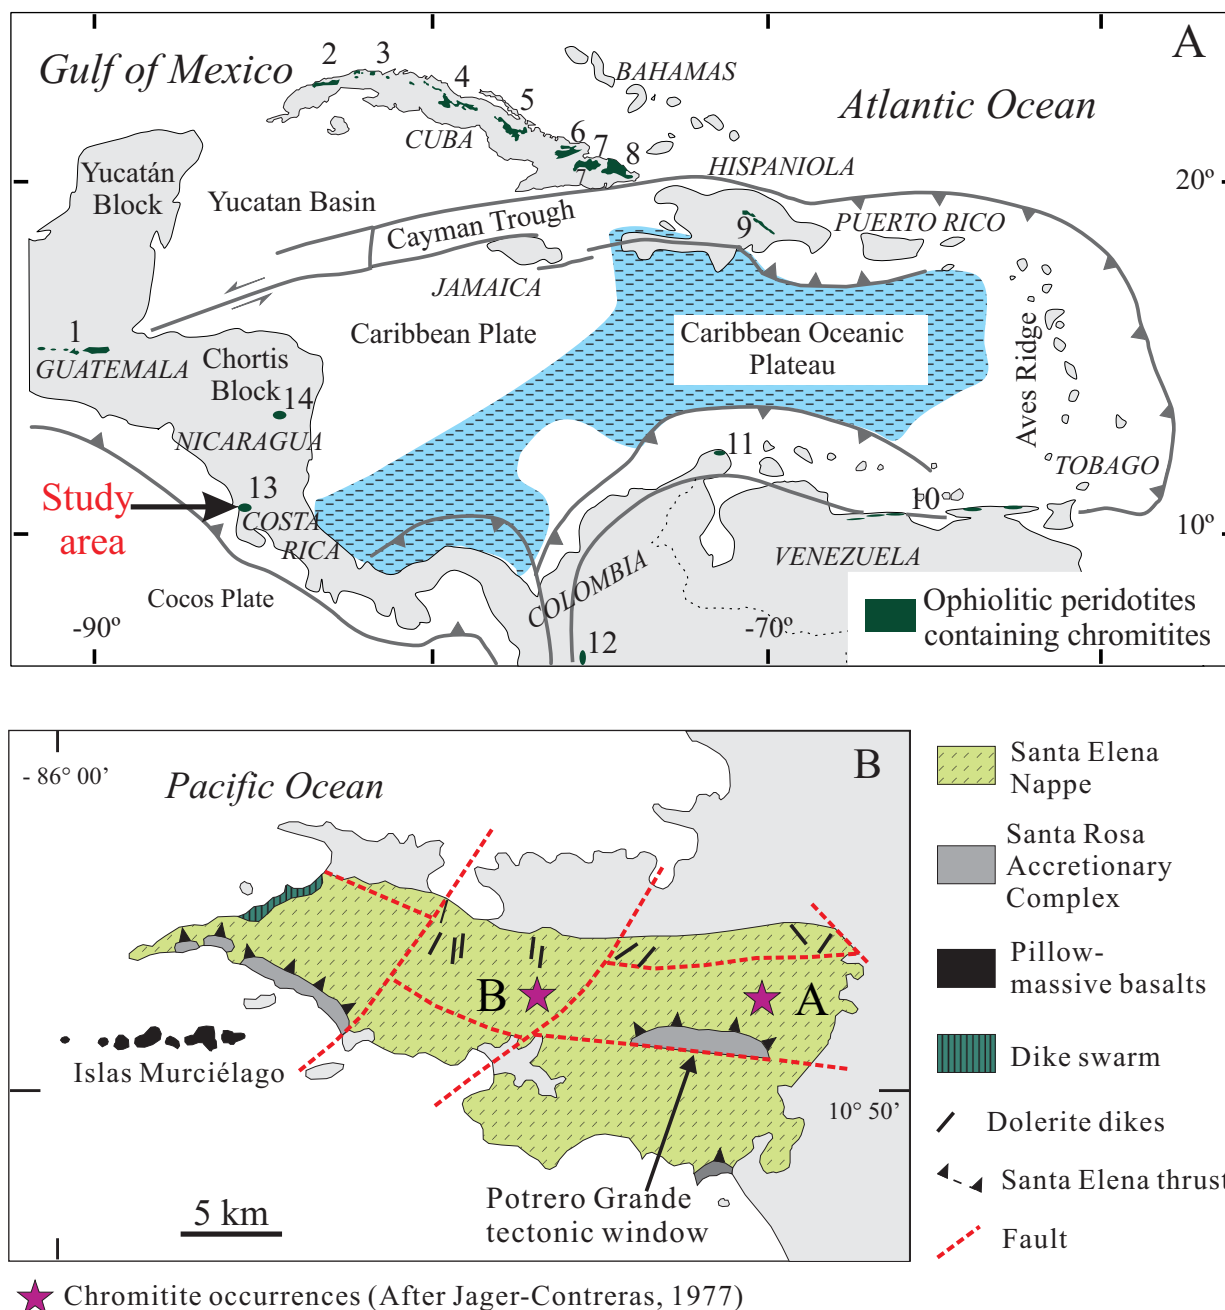 A
Gulf of Mexico
2
3
4
5
BAHAMAS
Atlantic Ocean
CUBA
6
7
8
7
HISPANIOLA
20º
Yucatán
Block
Yucatan Basin
Cayman Trough
9
PUERTO RICO
JAMAICA
Caribbean Plate
Caribbean Oceanic
Plateau
Aves Ridge
1
GUATEMALA
Chortis
Block
14
NICARAGUA
11
TOBAGO
Study
area
13
COSTA
RICA
10
10º
VENEZUELA
COLOMBIA
Cocos Plate
-90º
-70º
12
Ophiolitic peridotites
containing chromitites
B
- 86° 00’
Pacific Ocean
B
A
Islas Murciélago
10° 50’
Potrero Grande
tectonic window
5 km
Santa Elena
Nappe
Santa Rosa
Accretionary
Complex
Pillow-
massive basalts
Dike swarm
Dolerite dikes
Santa Elena thrust
Fault
Chromitite occurrences (After Jager-Contreras, 1977)